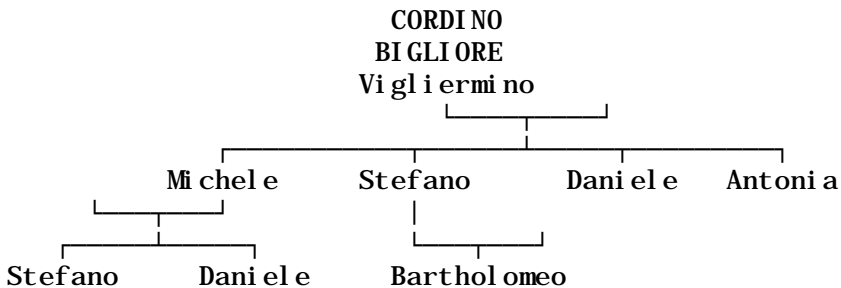 CORDINO
BIGLIORE
Vigliermino
Michele Stefano Daniele Antonia
Stefano Daniele Bartholomeo